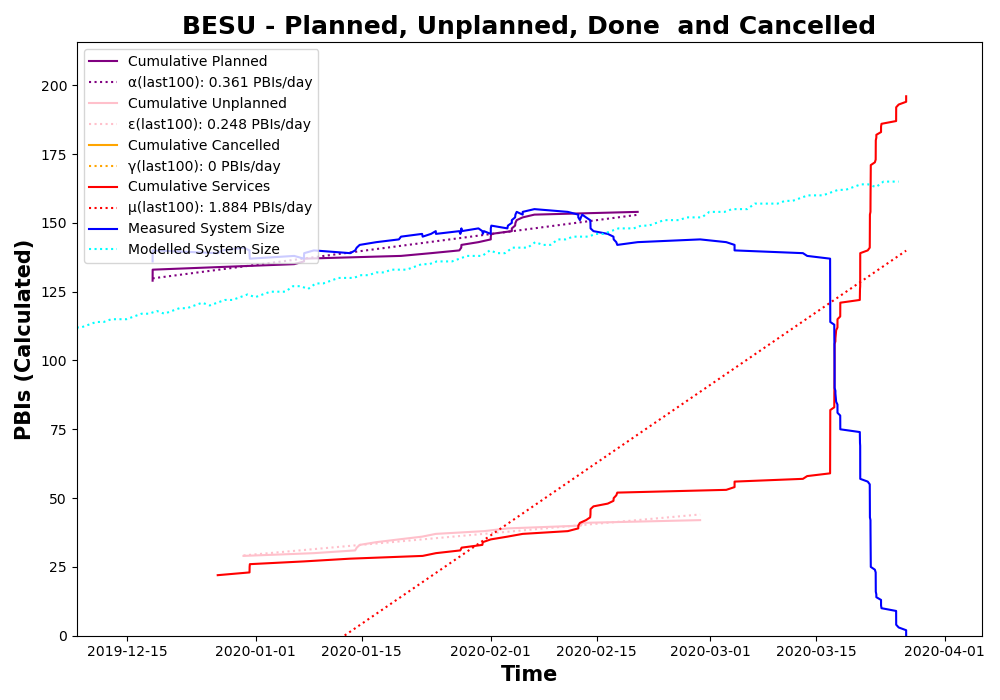 BESU - Planned, Unplanned, Done  and Cancelled
Cumulative Planned
α(last100): 0.361 PBIs/day
Cumulative Unplanned
ε(last100): 0.248 PBIs/day
Cumulative Cancelled
γ(last100): 0 PBIs/day
Cumulative Services
μ(last100): 1.884 PBIs/day
Measured System Size
Modelled System Size
PBIs (Calculated)
200
175
150
125
100
75
50
25
0
2019-12-15
2020-01-01
2020-01-15
2020-02-01
2020-02-15
2020-03-01
2020-03-15
2020-04-01
Time